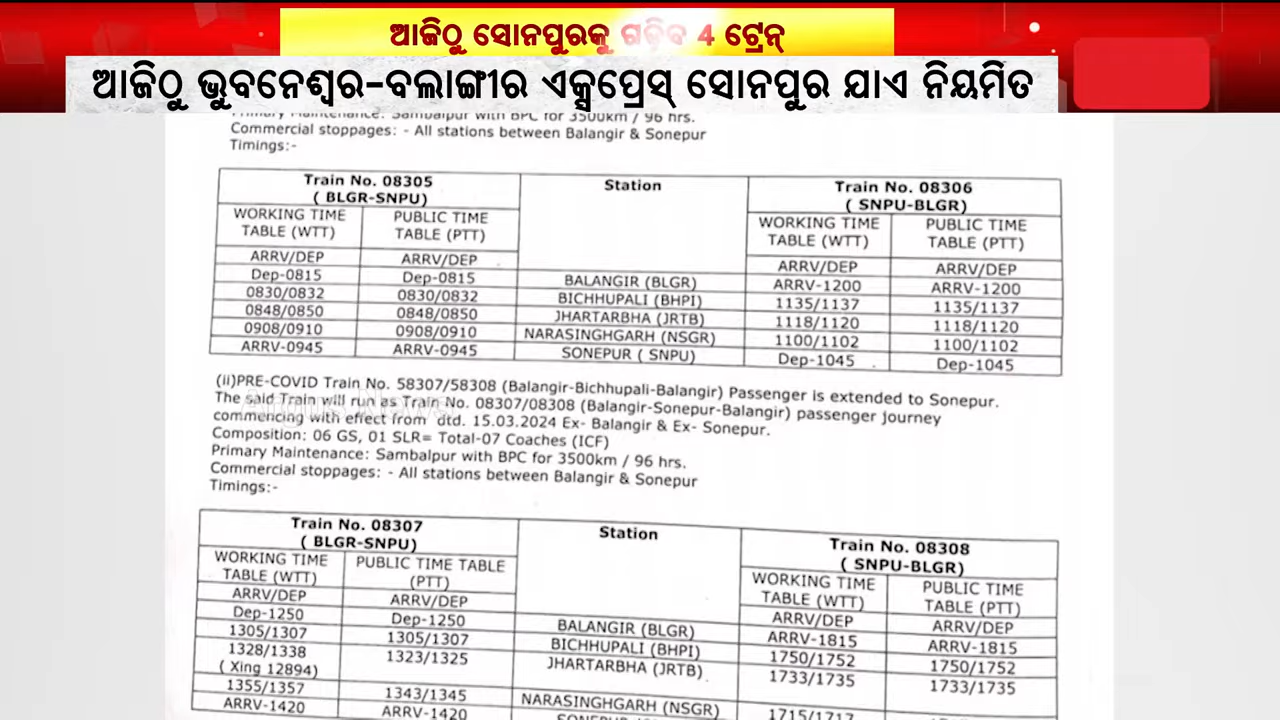 ଆଜିଠୁ ସୋନପୁରକୁ ଗଡ଼ିବ 4 ଟ୍ରେନ୍
ଆଜିଠୁ ଭୁବନେଶ୍ୱର-ବଲାଙ୍ଗୀର ଏକ୍ସପ୍ରେସ୍ ସୋନପୁର ଯାଏ ନିୟମିତ
Primary Maintenance: Sambalpur with BPC for 3500km / 96 hrs.
Commercial stoppages: - All stations between Balangir & Sonepur
Timings:-
Train No. 08305 Station Train No. 08306
( BLGR-SNPU) ( SNPU-BLGR)
WORKING TIME PUBLIC TIME WORKING TIME PUBLIC TIME
TABLE (WTT) TABLE (PTT) TABLE (WTT) TABLE (PTT)
ARRV/DEP ARRV/DEP ARRV/DEP ARRV/DEP
Dep-0815 Dep-0815 BALANGIR (BLGR) ARRV-1200 ARRV-1200
0830/0832 0830/0832 BICHHUPALI (BHPI) 1135/1137 1135/1137
0848/0850 0848/0850 JHARTARBHA (JRTB) 1118/1120 1118/1120
0908/0910 0908/0910 NARASINGHGARH (NSGR) 1100/1102 1100/1102
ARRV-0945 ARRV-0945 SONEPUR ( SNPU) Dep-1045 Dep-1045
(ii)PRE-COVID Train No. 58307/58308 (Balangir-Bichhupali-Balangir) Passenger is extended to Sonepur.
The said Train will run as Train No. 08307/08308 (Balangir-Sonepur-Balangir) passenger journey
Argus News
commencing with effect from dtd. 15.03.2024 Ex- Balangir & Ex- Sonepur.
Composition: 06 GS, 01 SLR= Total-07 Coaches (ICF)
Primary Maintenance: Sambalpur with BPC for 3500km / 96 hrs.
Commercial stoppages: - All stations between Balangir & Sonepur
Timings:-
Train No. 08307 Station Train No. 08308
( BLGR-SNPU) ( SNPU-BLGR)
WORKING TIME PUBLIC TIME TABLE WORKING TIME PUBLIC TIME
TABLE (WTT) (PTT) TABLE (WTT) TABLE (PTT)
ARRV/DEP ARRV/DEP ARRV/DEP ARRV/DEP
Dep-1250 Dep-1250 BALANGIR (BLGR) ARRV-1815 ARRV-1815
1305/1307 1305/1307 BICHHUPALI (BHPI) 1750/1752 1750/1752
1328/1338 1323/1325 JHARTARBHA (JRTB) 1733/1735 1733/1735
( Xing 12894)
1355/1357 1343/1345 NARASINGHGARH (NSGR) 1715/1717
ARRV-1420 ARRV-1420